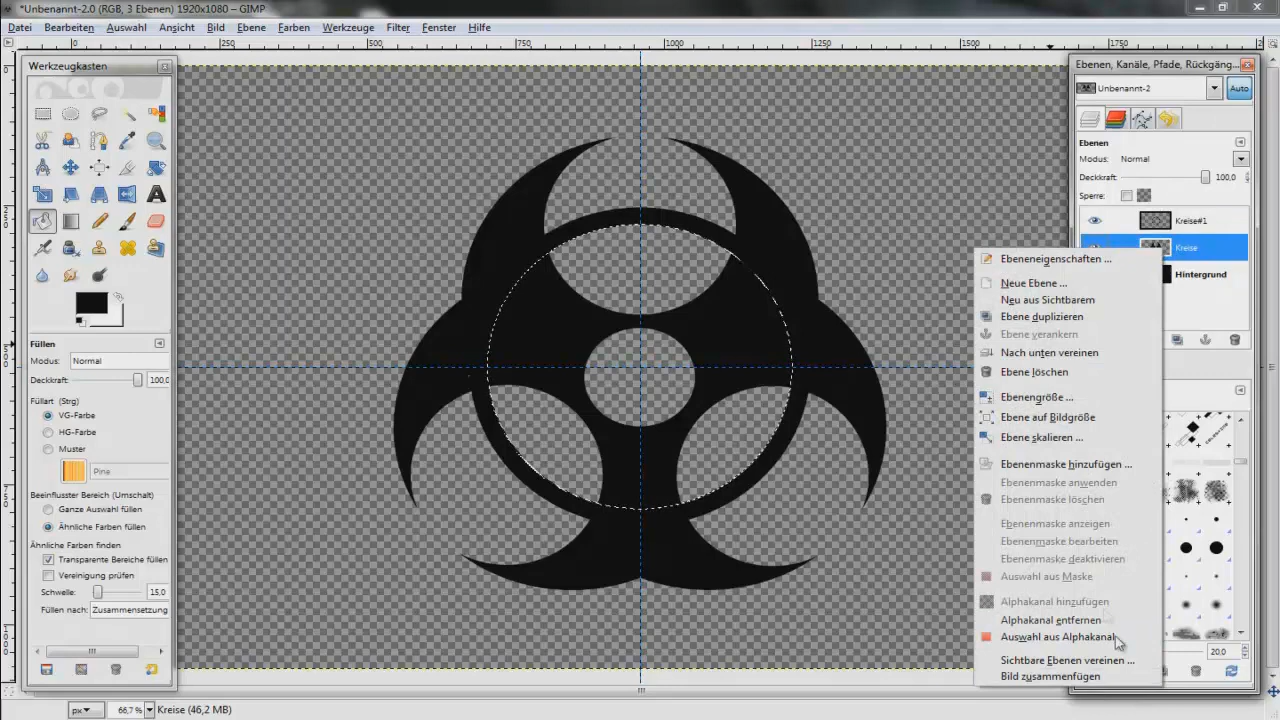 *Unbenannt-2.0 (RGB, 3 Ebenen) 1920x1080 – GIMP
Datei Bearbeiten Auswahl Ansicht Bild Ebene Farben Werkzeuge Filter Fenster Hilfe
0 250 500 750 1000 1250 1500 1750
Werkzeugkasten
Füllen
Modus: Normal
Deckkraft: 100,0
Füllart (Strg)
VG-Farbe
HG-Farbe
Muster
Pine
Beeinflusster Bereich (Umschalt)
Ganze Auswahl füllen
Ähnliche Farben füllen
Ähnliche Farben finden
Transparente Bereiche füllen
Vereinigung prüfen
Schwelle: 15,0
Füllen nach: Zusammensetzung
Ebenen, Kanäle, Pfade, Rückgäng...
Unbenannt-2
Auto
Ebenen
Modus: Normal
Deckkraft: 100,0
Sperre:
Kreise#1
Kreise
Hintergrund
Ebeneneigenschaften ...
Neue Ebene ...
Neu aus Sichtbarem
Ebene duplizieren
Ebene verankern
Nach unten vereinen
Ebene löschen
Ebenengröße ...
Ebene auf Bildgröße
Ebene skalieren ...
Ebenenmaske hinzufügen ...
Ebenenmaske anwenden
Ebenenmaske löschen
Ebenenmaske anzeigen
Ebenenmaske bearbeiten
Ebenenmaske deaktivieren
Auswahl aus Maske
Alphakanal hinzufügen
Alphakanal entfernen
Auswahl aus Alphakanal
Sichtbare Ebenen vereinen ...
Bild zusammenfügen
20,0
px 66,7% Kreise (46,2 MB)